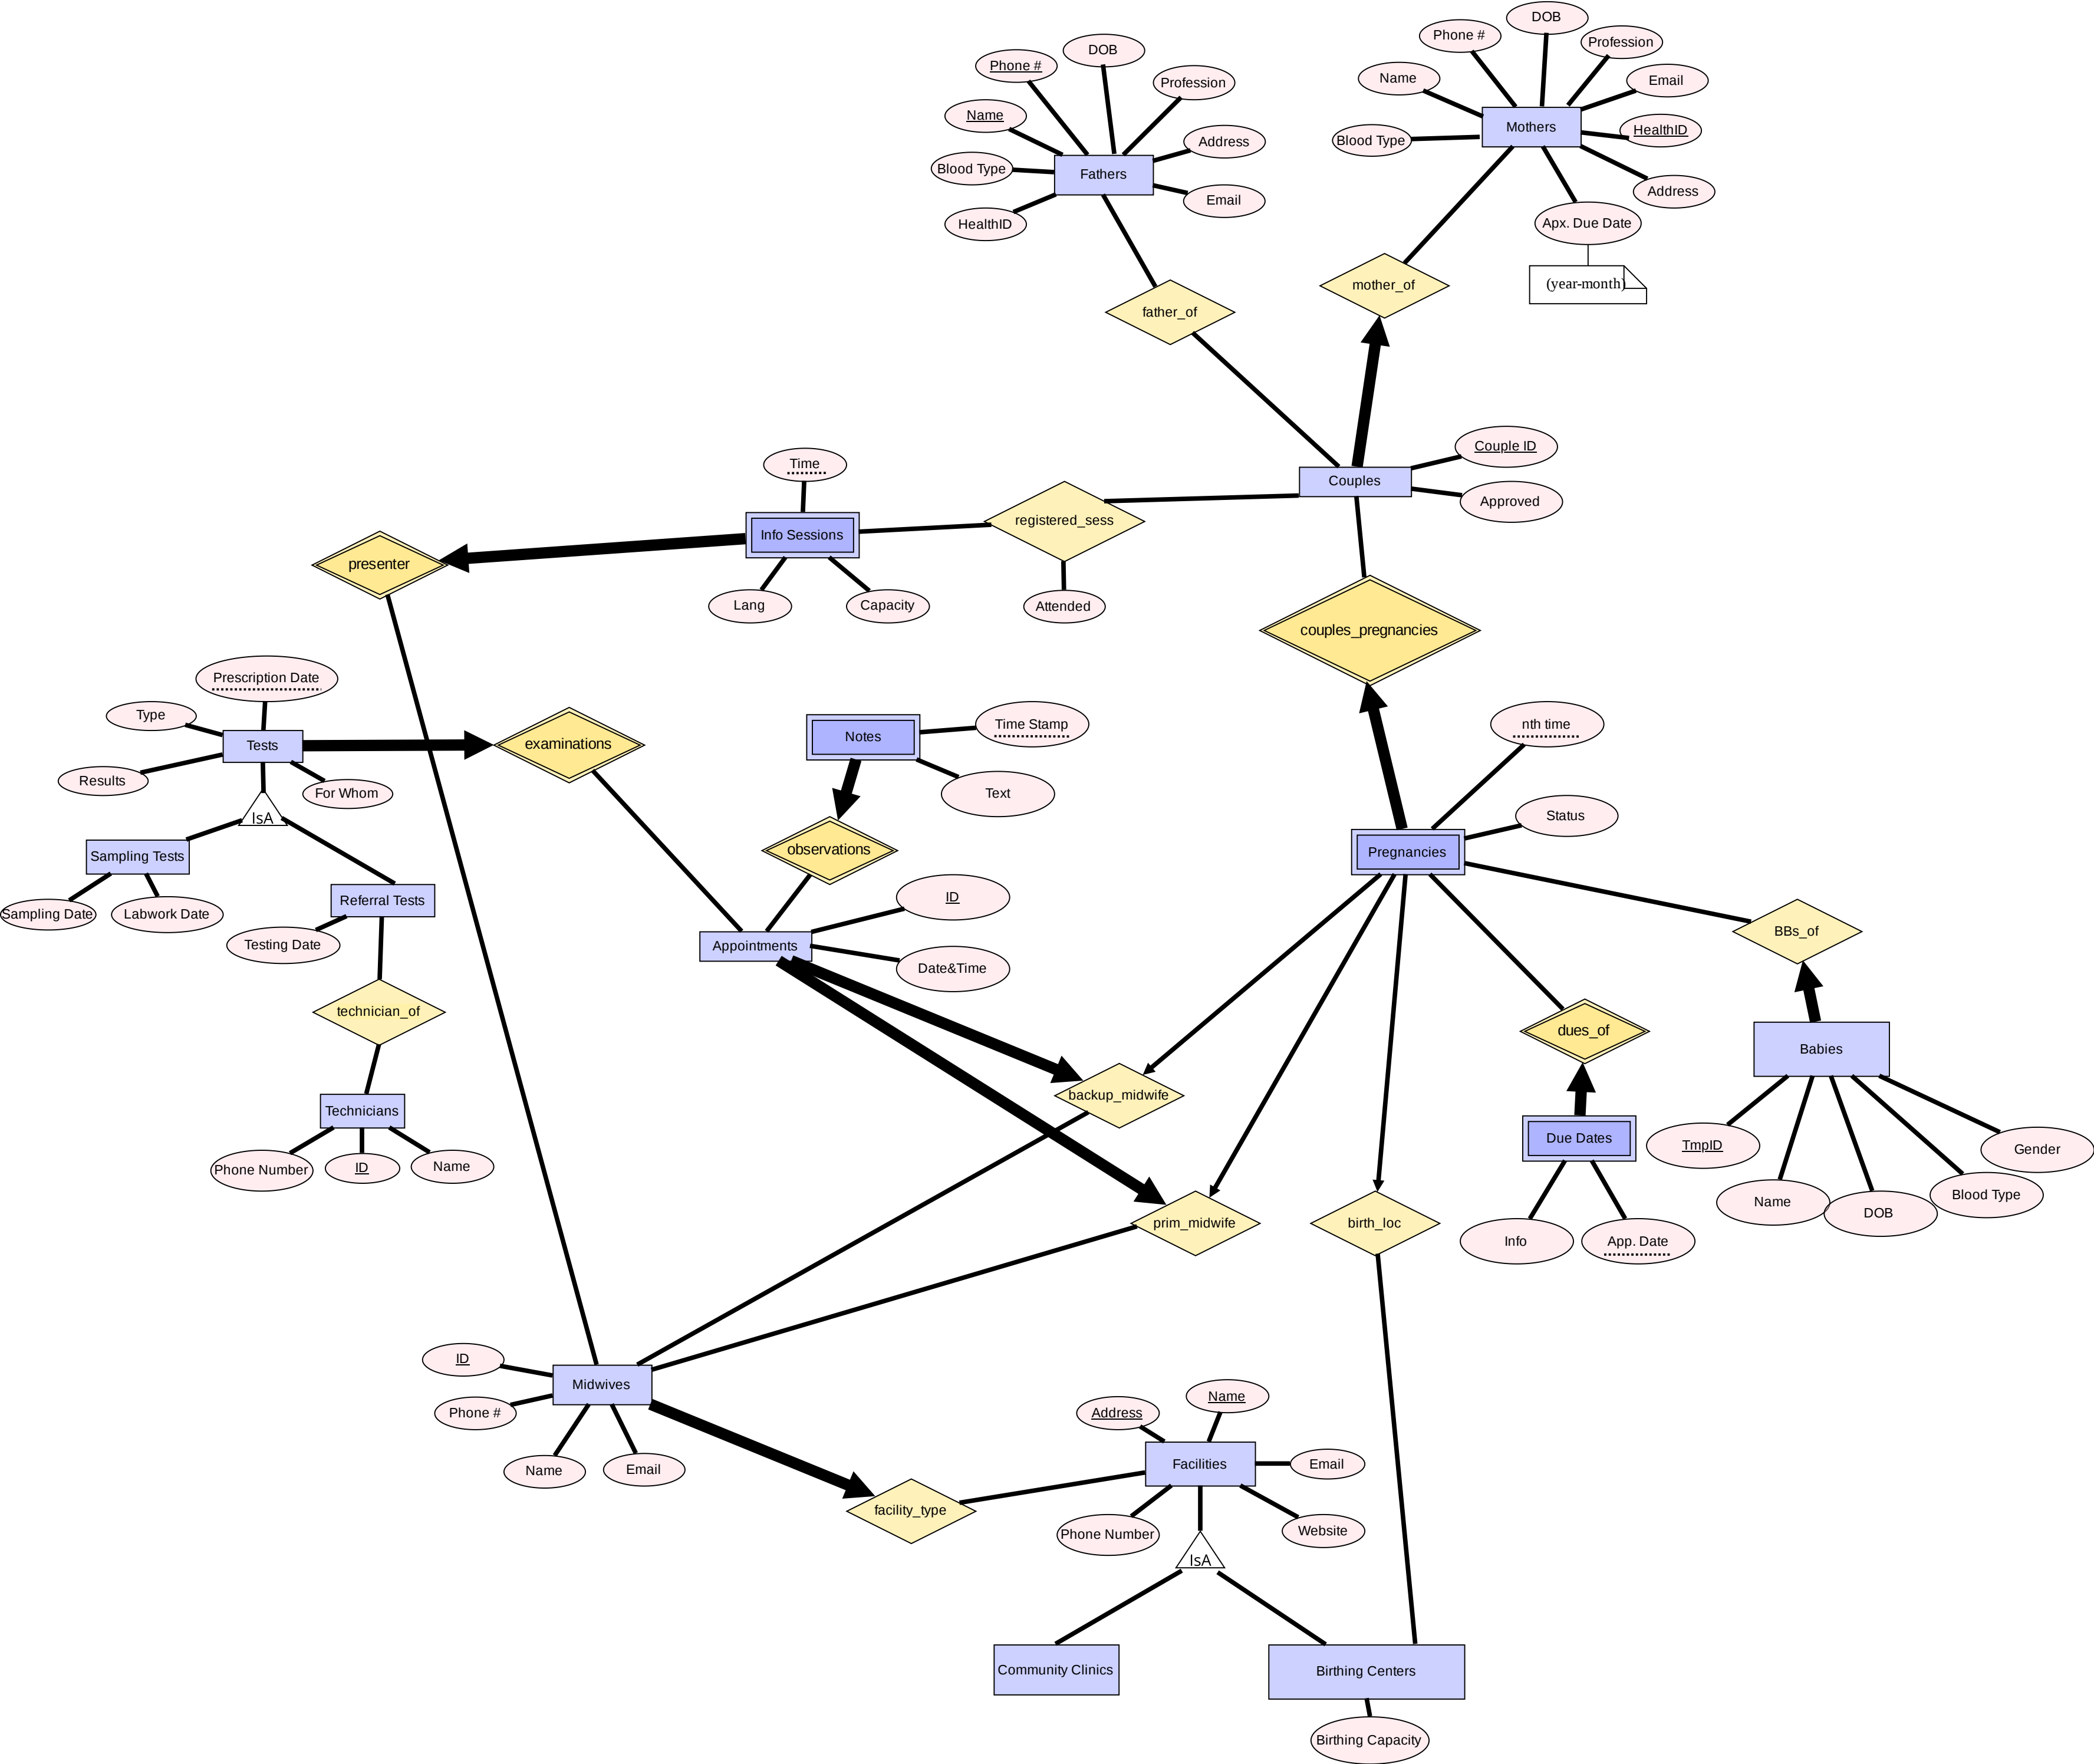 DOB
Phone #
Profession
Name
Email
Mothers
HealthID
Blood Type
Address
Apx. Due Date
(year-month)
DOB
Phone #
Profession
Name
Address
Blood Type
Fathers
Email
HealthID
mother_of
father_of
Couple ID
Couples
Approved
Time
Info Sessions
registered_sess
presenter
Lang
Capacity
Attended
couples_pregnancies
Prescription Date
Type
Tests
Results
For Whom
IsA
Sampling Tests
Referral Tests
Sampling Date
Labwork Date
Testing Date
technician_of
Technicians
Phone Number
ID
Name
examinations
Notes
Time Stamp
Text
observations
ID
Appointments
Date&Time
nth time
Status
Pregnancies
BBs_of
dues_of
Babies
backup_midwife
Due Dates
TmpID
Gender
Name
Blood Type
DOB
prim_midwife
birth_loc
Info
App. Date
ID
Midwives
Phone #
Name
Email
Name
Address
Facilities
Email
facility_type
Phone Number
Website
IsA
Community Clinics
Birthing Centers
Birthing Capacity